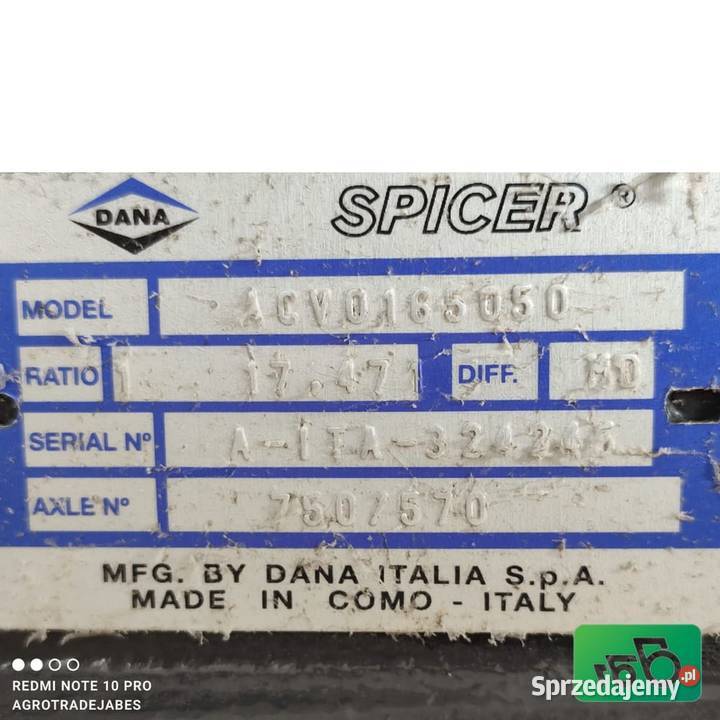 DANA SPICER ®
MODEL ACV0165050
RATIO 1 17.471 DIFF. MD
SERIAL Nº
AXLE Nº 750/570
MFG. BY DANA ITALIA S.p.A.
MADE IN COMO - ITALY
REDMI NOTE 10 PRO
AGROTRADEJABES
Sprzedajemy.pl